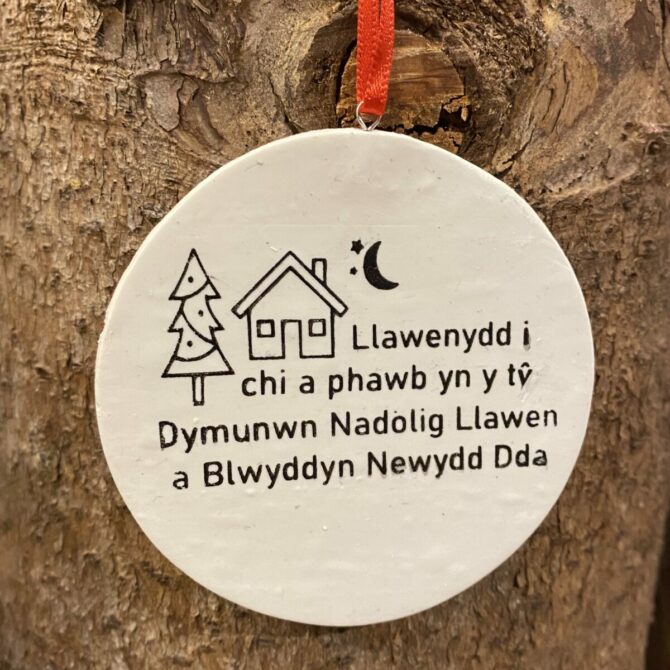 Llawenydd i
chi a phawb yn y tŷ
Dymunwn Nadolig Llawen
a Blwyddyn Newydd Dda